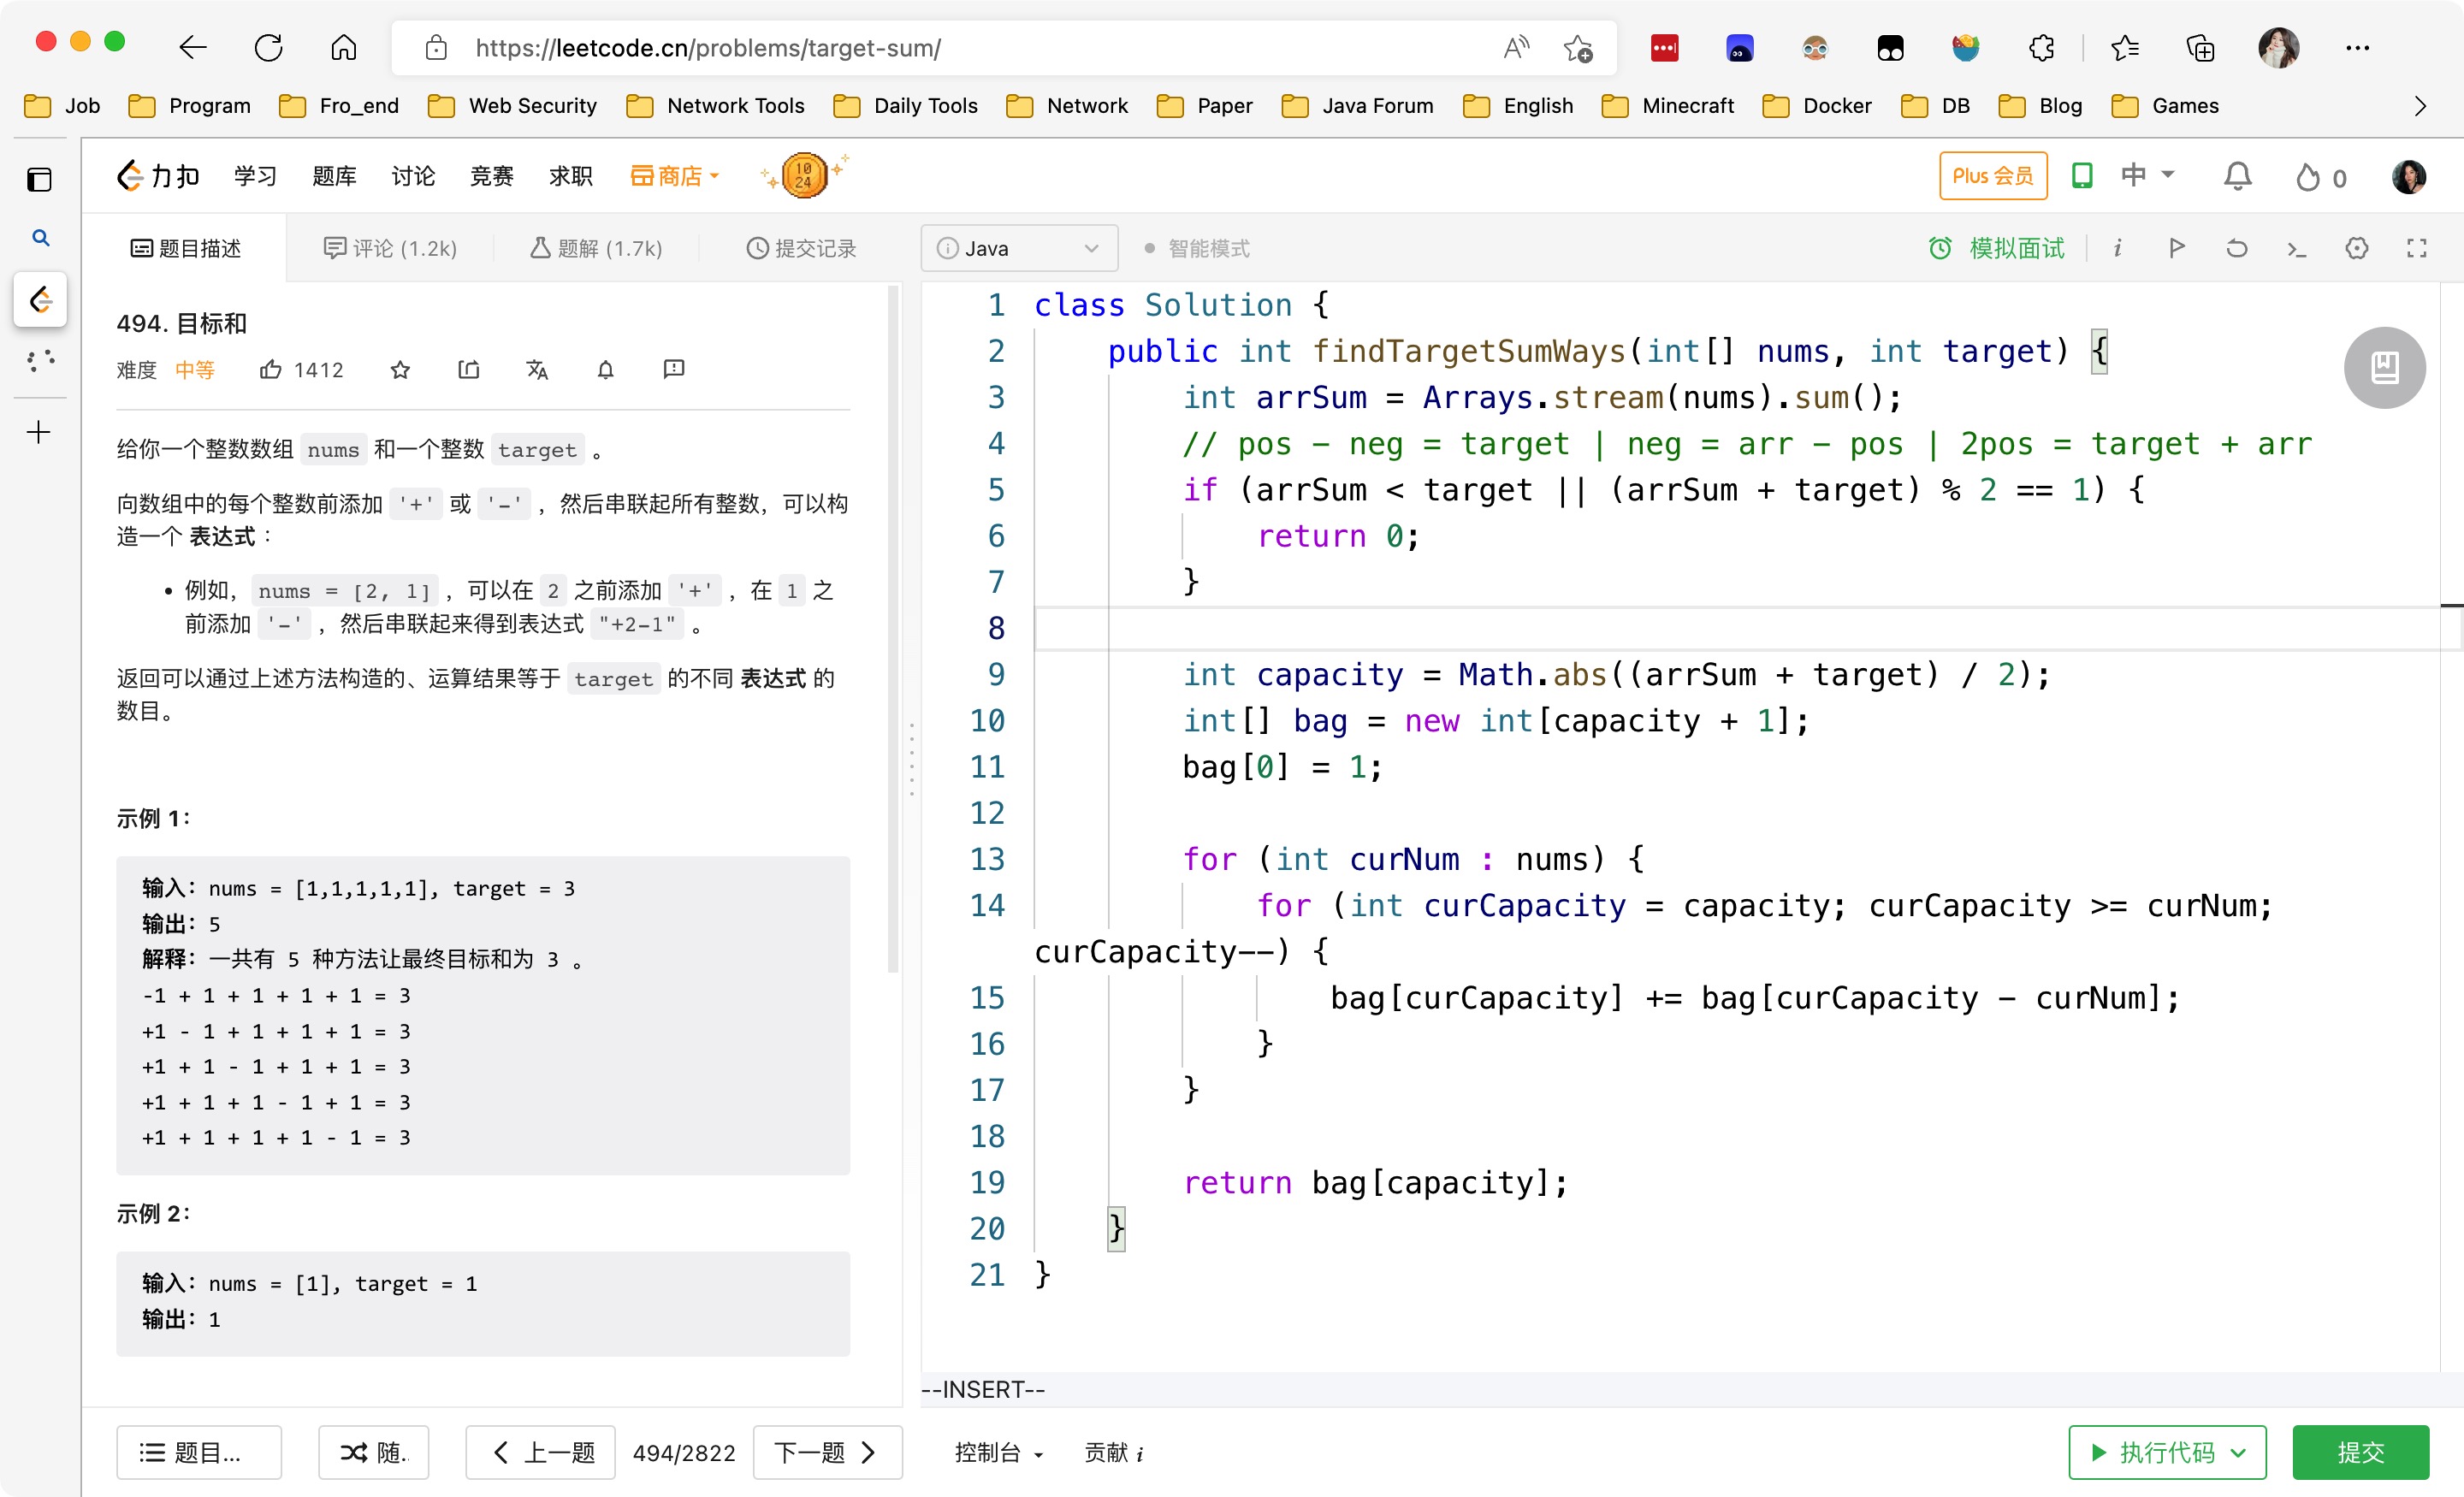 https://leetcode.cn/problems/target-sum/
Job Program Fro_end Web Security Network Tools Daily Tools Network Paper Java Forum English Minecraft Docker DB Blog Games
力扣 学习 题库 讨论 竞赛 求职 商店 10 24 Plus 会员 中 0
题目描述 评论 (1.2k) 题解 (1.7k) 提交记录
Java 智能模式 模拟面试
494. 目标和
难度 中等 1412
给你一个整数数组 nums 和一个整数 target 。
向数组中的每个整数前添加 '+' 或 '-' ，然后串联起所有整数，可以构
造一个 表达式 ：
• 例如，nums = [2, 1] ，可以在 2 之前添加 '+' ，在 1 之
前添加 '-' ，然后串联起来得到表达式 "+2-1" 。
返回可以通过上述方法构造的、运算结果等于 target 的不同 表达式 的
数目。
示例 1：
输入：nums = [1,1,1,1,1], target = 3
输出：5
解释：一共有 5 种方法让最终目标和为 3 。
-1 + 1 + 1 + 1 + 1 = 3
+1 - 1 + 1 + 1 + 1 = 3
+1 + 1 - 1 + 1 + 1 = 3
+1 + 1 + 1 - 1 + 1 = 3
+1 + 1 + 1 + 1 - 1 = 3
示例 2：
输入：nums = [1], target = 1
输出：1
1 class Solution {
2 public int findTargetSumWays(int[] nums, int target) {
3 int arrSum = Arrays.stream(nums).sum();
4 // pos - neg = target | neg = arr - pos | 2pos = target + arr
5 if (arrSum < target || (arrSum + target) % 2 == 1) {
6 return 0;
7 }
8
9 int capacity = Math.abs((arrSum + target) / 2);
10 int[] bag = new int[capacity + 1];
11 bag[0] = 1;
12
13 for (int curNum : nums) {
14 for (int curCapacity = capacity; curCapacity >= curNum;
curCapacity--) {
15 bag[curCapacity] += bag[curCapacity - curNum];
16 }
17 }
18
19 return bag[capacity];
20 }
21 }
--INSERT--
题目... 随.. 上一题 494/2822 下一题 控制台 贡献 i 执行代码 提交